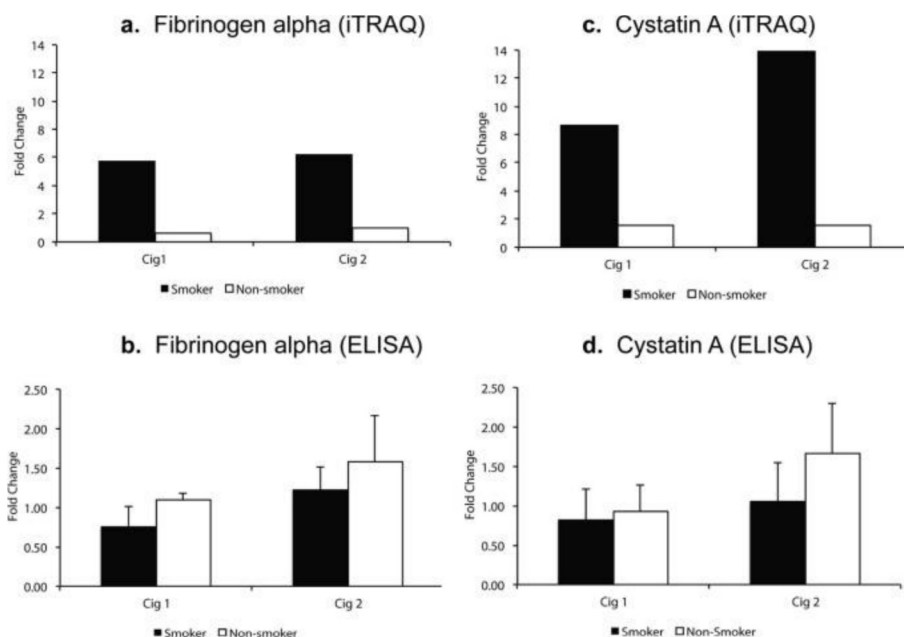 a. Fibrinogen alpha (iTRAQ)
14
12
10
8
6
4
2
0
Fold Change
Cig1
Cig 2
Smoker Non-smoker
c. Cystatin A (iTRAQ)
14
12
10
8
6
4
2
0
Fold Change
Cig 1
Cig 2
Smoker Non-smoker
b. Fibrinogen alpha (ELISA)
2.50
2.00
1.50
1.00
0.50
0.00
Fold Change
Cig 1
Cig 2
Smoker Non-smoker
d. Cystatin A (ELISA)
2.50
2.00
1.50
1.00
0.50
0.00
Fold Change
Cig 1
Cig 2
Smoker Non-Smoker